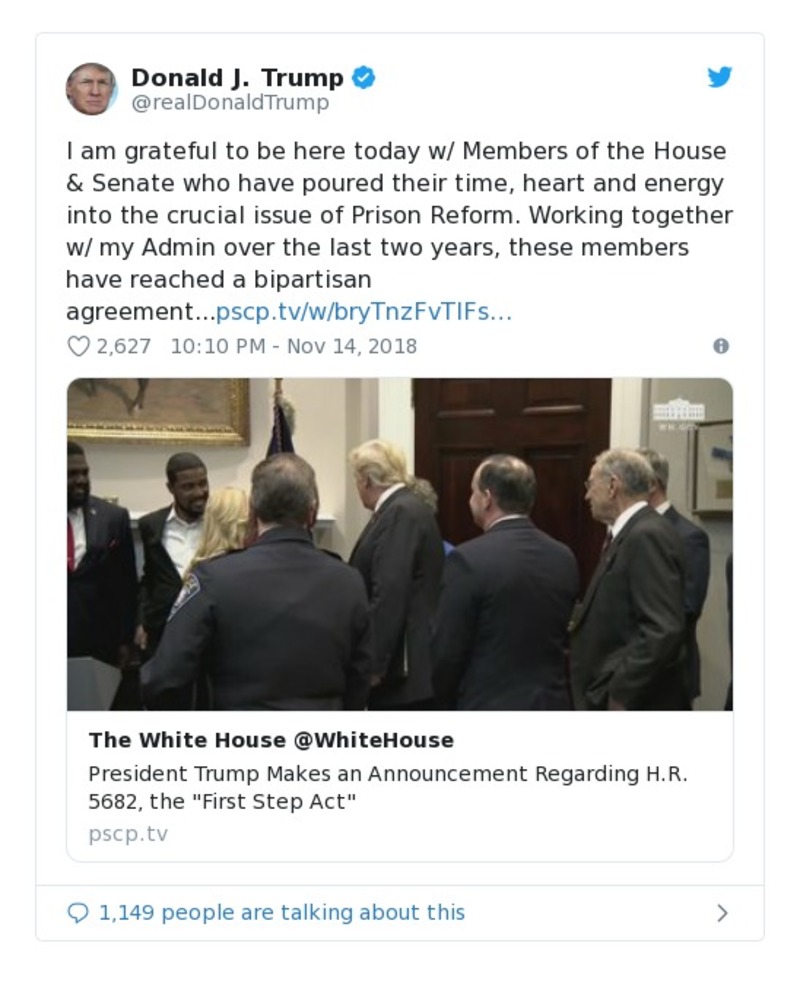 Donald J. Trump
@realDonaldTrump
I am grateful to be here today w/ Members of the House
& Senate who have poured their time, heart and energy
into the crucial issue of Prison Reform. Working together
w/ my Admin over the last two years, these members
have reached a bipartisan
agreement...pscp.tv/w/bryTnzFvTlFs…
2,627 10:10 PM - Nov 14, 2018
WH.GOV
The White House @WhiteHouse
President Trump Makes an Announcement Regarding H.R.
5682, the "First Step Act"
pscp.tv
1,149 people are talking about this